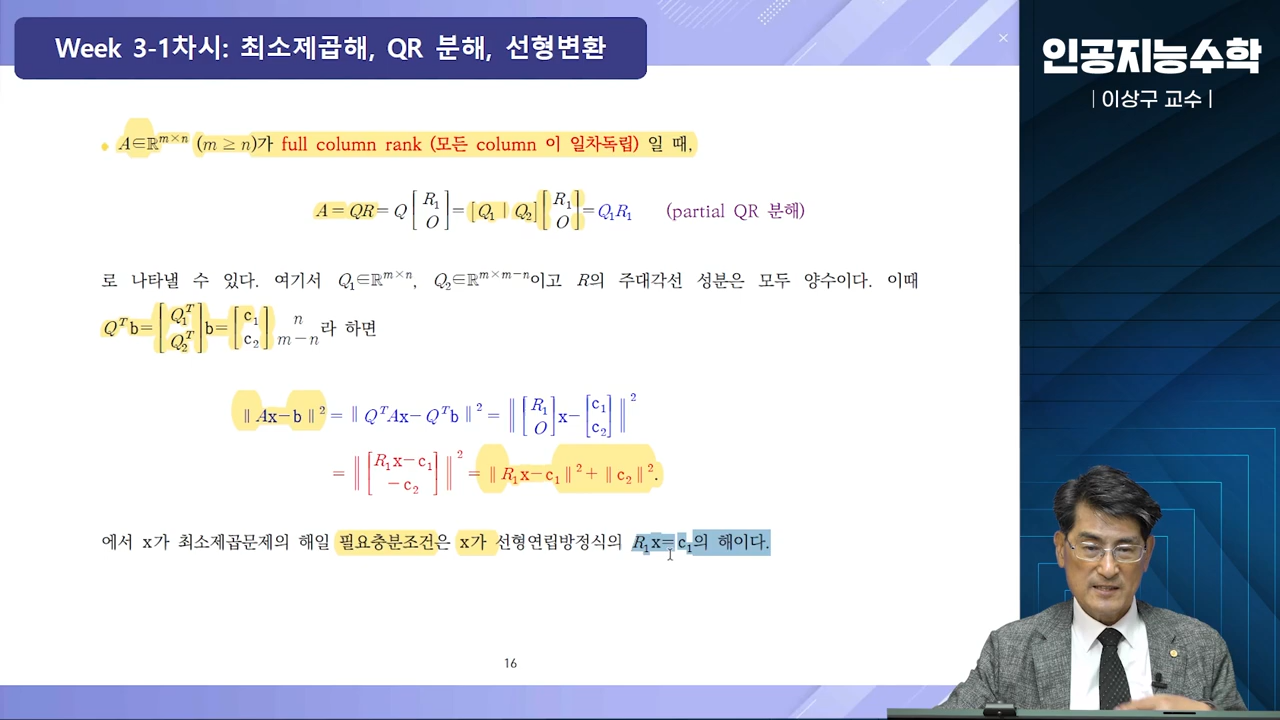 Week 3-1차시: 최소제곱해, QR 분해, 선형변환
인공지능수학
| 이상구 교수 |
• A∈ℝ^{m×n} (m ≥ n)가 full column rank (모든 column 이 일차독립) 일 때,
A = QR = Q [R₁; O] = [Q₁ | Q₂] [R₁; O] = Q₁R₁ (partial QR 분해)
로 나타낼 수 있다. 여기서 Q₁∈ℝ^{m×n}, Q₂∈ℝ^{m×m−n}이고 R의 주대각선 성분은 모두 양수이다. 이때
Qᵀb = [Q₁ᵀ; Q₂ᵀ] b = [c₁; c₂] n m−n 라 하면
‖Ax−b‖² = ‖QᵀAx−Qᵀb‖² = ‖[R₁; O]x−[c₁; c₂]‖²
= ‖[R₁x−c₁; −c₂]‖² = ‖R₁x−c₁‖² + ‖c₂‖².
에서 x가 최소제곱문제의 해일 필요충분조건은 x가 선형연립방정식의 R₁x=c₁의 해이다.
16